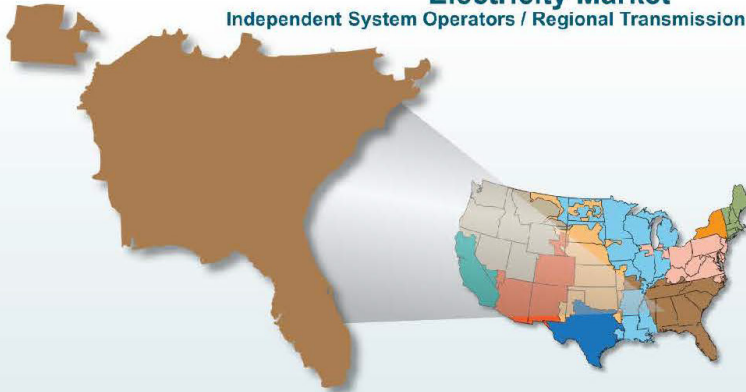 Electricity Market
Independent System Operators / Regional Transmission